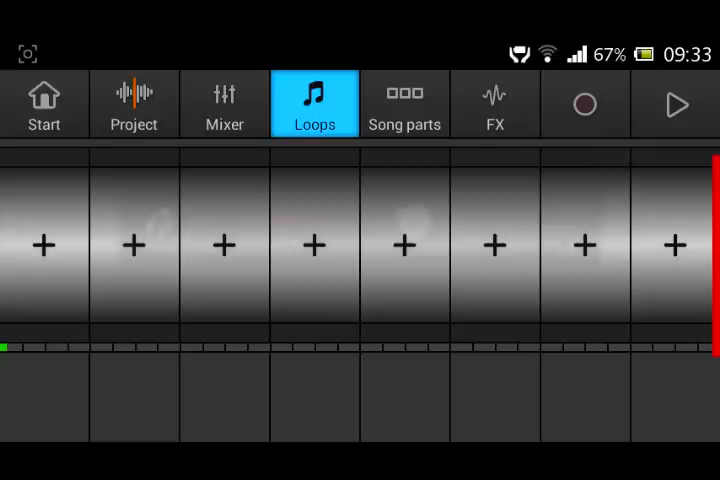 67% 09:33
Start Project Mixer Loops Song parts FX
+ + + + + + + +